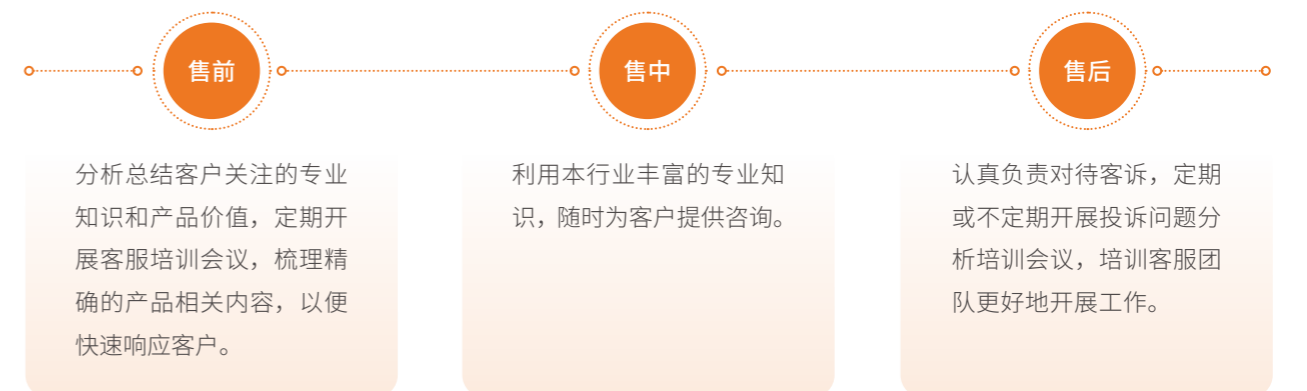 售前
售中
售后
分析总结客户关注的专业
知识和产品价值，定期开
展客服培训会议，梳理精
确的产品相关内容，以便
快速响应客户。
利用本行业丰富的专业知
识，随时为客户提供咨询。
认真负责对待客诉，定期
或不定期开展投诉问题分
析培训会议，培训客服团
队更好地开展工作。